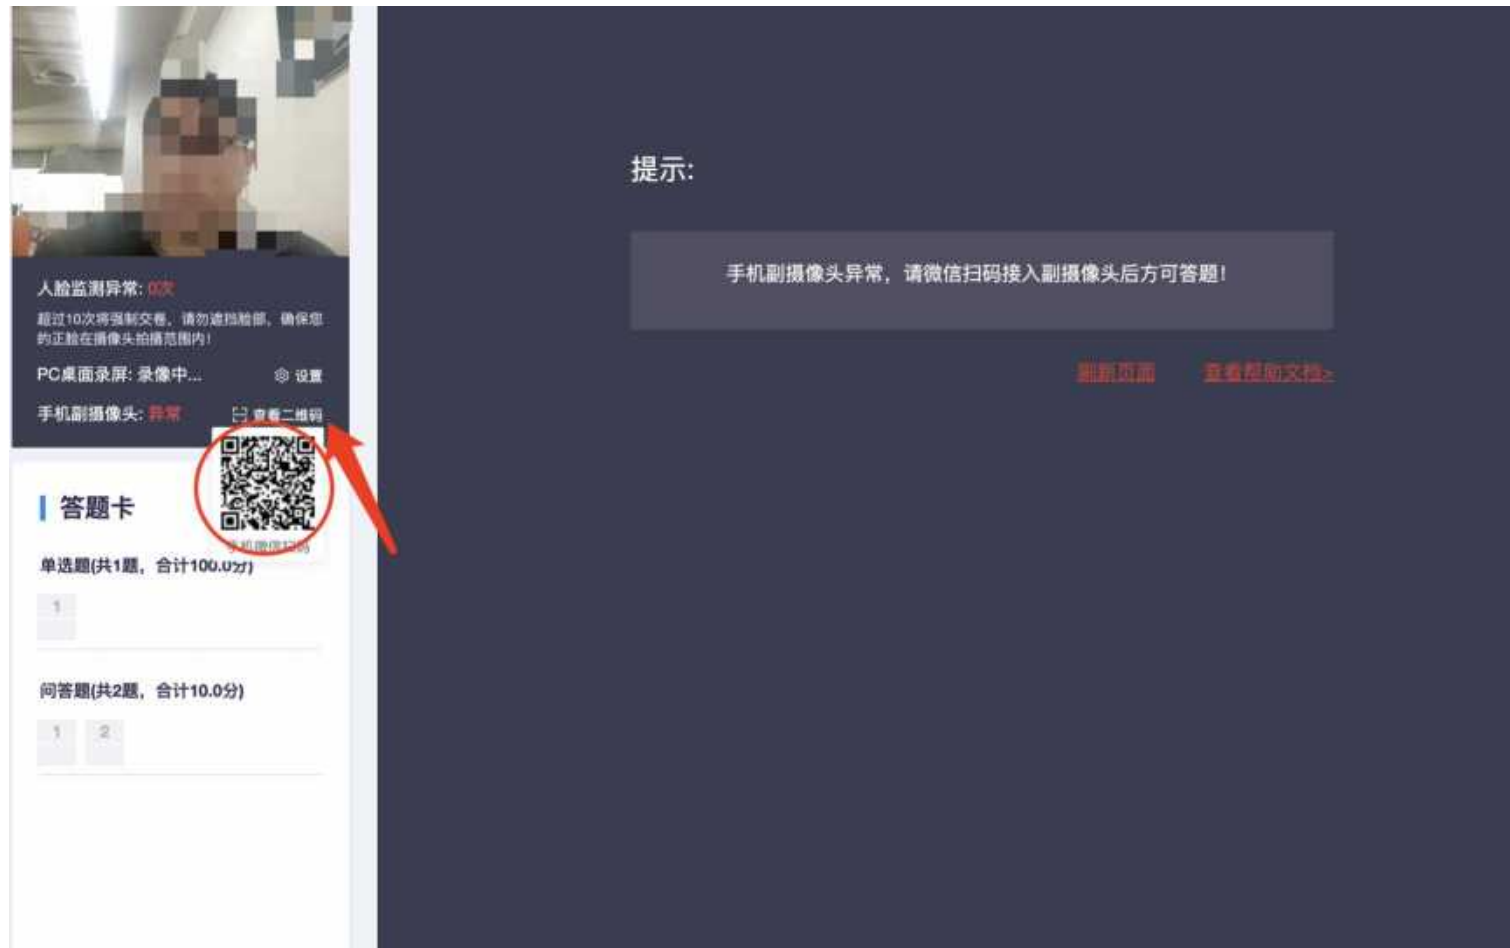 人脸监测异常: 0次
超过10次将强制交卷，请勿遮挡脸部，确保您
的正脸在摄像头拍摄范围内！
PC桌面录屏: 录像中... 设置
手机副摄像头: 异常 查看二维码
手机微信扫码
答题卡
单选题(共1题，合计100.0分)
1
问答题(共2题，合计10.0分)
1 2
提示:
手机副摄像头异常，请微信扫码接入副摄像头后方可答题！
刷新页面 查看帮助文档>